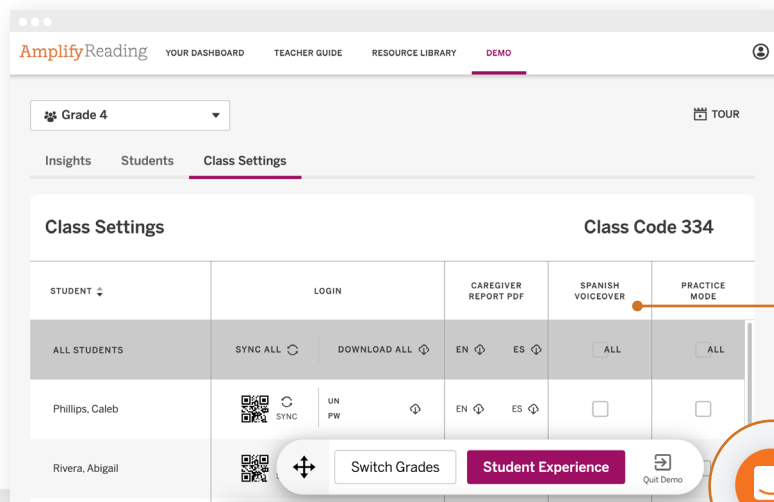 AmplifyReading YOUR DASHBOARD TEACHER GUIDE RESOURCE LIBRARY DEMO
Grade 4 TOUR
Insights Students Class Settings
Class Settings Class Code 334
STUDENT LOGIN CAREGIVER REPORT PDF SPANISH VOICEOVER PRACTICE MODE
ALL STUDENTS SYNC ALL DOWNLOAD ALL EN ES ALL ALL
Phillips, Caleb SYNC UN PW EN ES
Rivera, Abigail
Switch Grades Student Experience Quit Demo